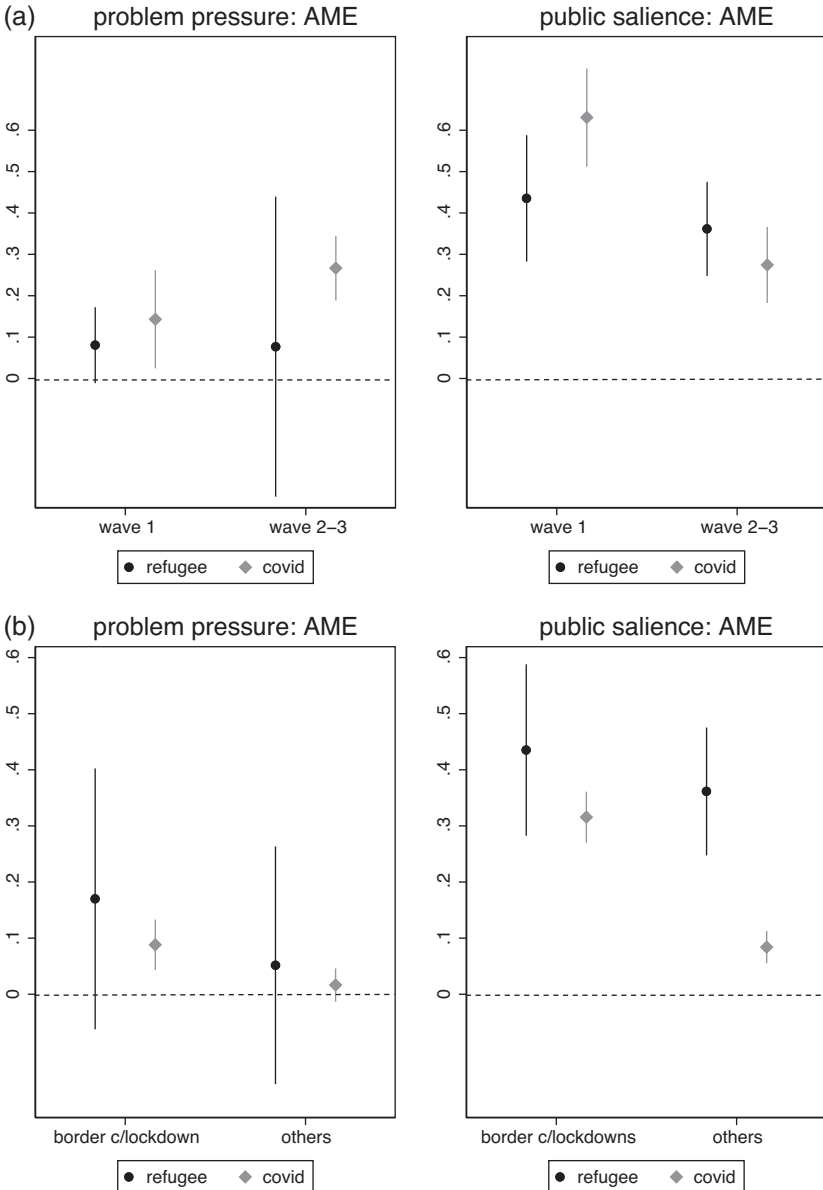 (a)
problem pressure: AME
.6
.5
.4
.3
.2
.1
0
wave 1
wave 2–3
refugee
covid
public salience: AME
.6
.5
.4
.3
.2
.1
0
wave 1
wave 2–3
refugee
covid
(b)
problem pressure: AME
.6
.5
.4
.3
.2
.1
0
border c/lockdown
others
refugee
covid
public salience: AME
.6
.5
.4
.3
.2
.1
0
border c/lockdowns
others
refugee
covid